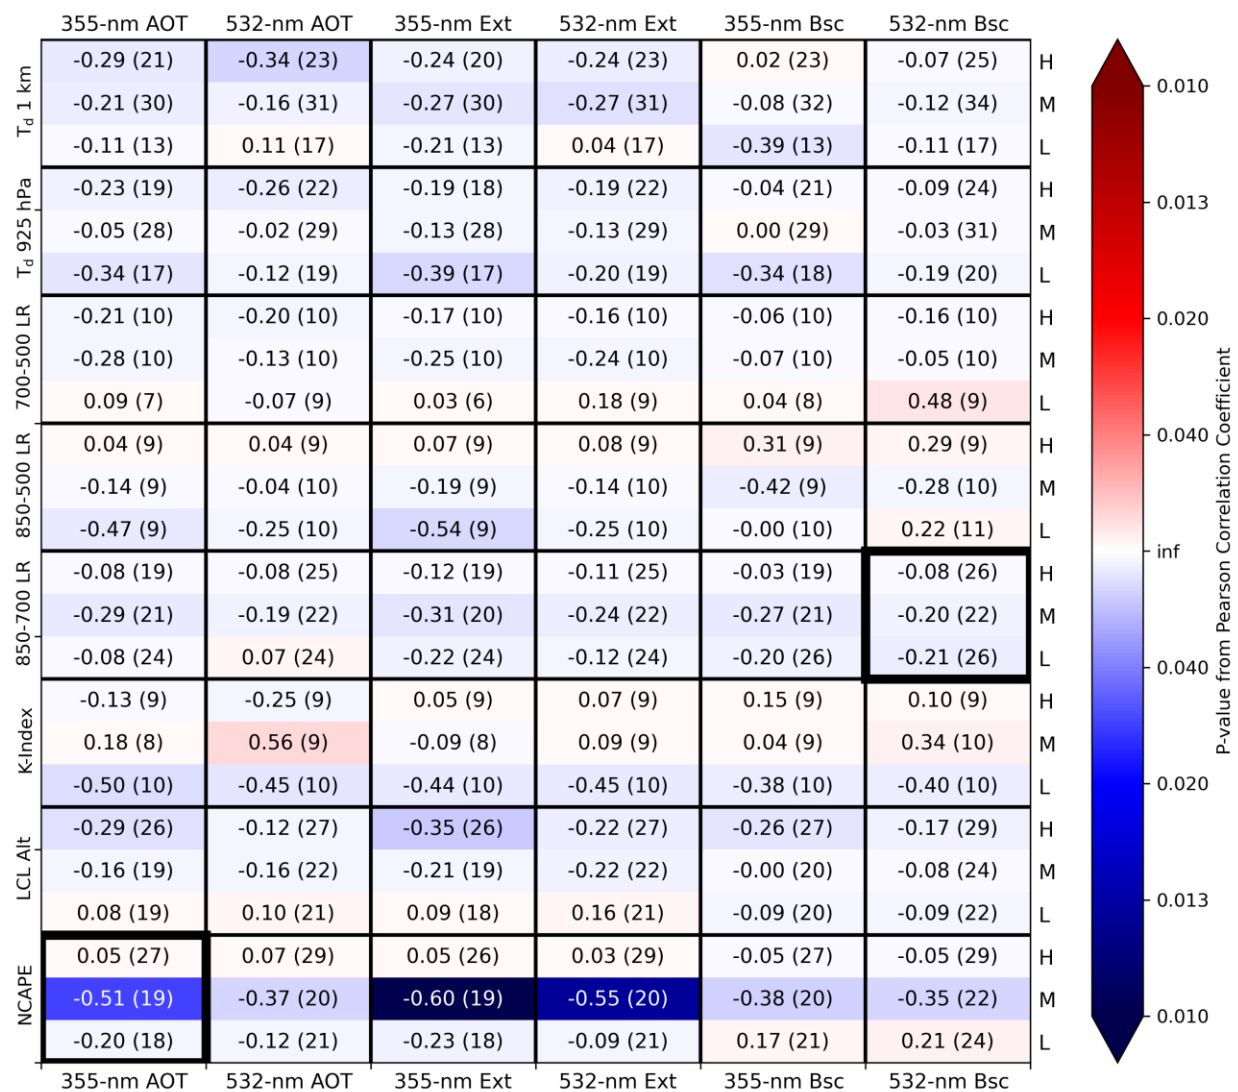 355-nm AOT 532-nm AOT 355-nm Ext 532-nm Ext 355-nm Bsc 532-nm Bsc
Td 1 km
-0.29 (21) -0.34 (23) -0.24 (20) -0.24 (23) 0.02 (23) -0.07 (25) H
-0.21 (30) -0.16 (31) -0.27 (30) -0.27 (31) -0.08 (32) -0.12 (34) M
-0.11 (13) 0.11 (17) -0.21 (13) 0.04 (17) -0.39 (13) -0.11 (17) L
Td 925 hPa
-0.23 (19) -0.26 (22) -0.19 (18) -0.19 (22) -0.04 (21) -0.09 (24) H
-0.05 (28) -0.02 (29) -0.13 (28) -0.13 (29) 0.00 (29) -0.03 (31) M
-0.34 (17) -0.12 (19) -0.39 (17) -0.20 (19) -0.34 (18) -0.19 (20) L
700-500 LR
-0.21 (10) -0.20 (10) -0.17 (10) -0.16 (10) -0.06 (10) -0.16 (10) H
-0.28 (10) -0.13 (10) -0.25 (10) -0.24 (10) -0.07 (10) -0.05 (10) M
0.09 (7) -0.07 (9) 0.03 (6) 0.18 (9) 0.04 (8) 0.48 (9) L
850-500 LR
0.04 (9) 0.04 (9) 0.07 (9) 0.08 (9) 0.31 (9) 0.29 (9) H
-0.14 (9) -0.04 (10) -0.19 (9) -0.14 (10) -0.42 (9) -0.28 (10) M
-0.47 (9) -0.25 (10) -0.54 (9) -0.25 (10) -0.00 (10) 0.22 (11) L
850-700 LR
-0.08 (19) -0.08 (25) -0.12 (19) -0.11 (25) -0.03 (19) -0.08 (26) H
-0.29 (21) -0.19 (22) -0.31 (20) -0.24 (22) -0.27 (21) -0.20 (22) M
-0.08 (24) 0.07 (24) -0.22 (24) -0.12 (24) -0.20 (26) -0.21 (26) L
K-Index
-0.13 (9) -0.25 (9) 0.05 (9) 0.07 (9) 0.15 (9) 0.10 (9) H
0.18 (8) 0.56 (9) -0.09 (8) 0.09 (9) 0.04 (9) 0.34 (10) M
-0.50 (10) -0.45 (10) -0.44 (10) -0.45 (10) -0.38 (10) -0.40 (10) L
LCL Alt
-0.29 (26) -0.12 (27) -0.35 (26) -0.22 (27) -0.26 (27) -0.17 (29) H
-0.16 (19) -0.16 (22) -0.21 (19) -0.22 (22) -0.00 (20) -0.08 (24) M
0.08 (19) 0.10 (21) 0.09 (18) 0.16 (21) -0.09 (20) -0.09 (22) L
NCAPE
0.05 (27) 0.07 (29) 0.05 (26) 0.03 (29) -0.05 (27) -0.05 (29) H
-0.51 (19) -0.37 (20) -0.60 (19) -0.55 (20) -0.38 (20) -0.35 (22) M
-0.20 (18) -0.12 (21) -0.23 (18) -0.09 (21) 0.17 (21) 0.21 (24) L
355-nm AOT 532-nm AOT 355-nm Ext 532-nm Ext 355-nm Bsc 532-nm Bsc
0.010
0.013
0.020
0.040
inf
0.040
0.020
0.013
0.010
P-value from Pearson Correlation Coefficient